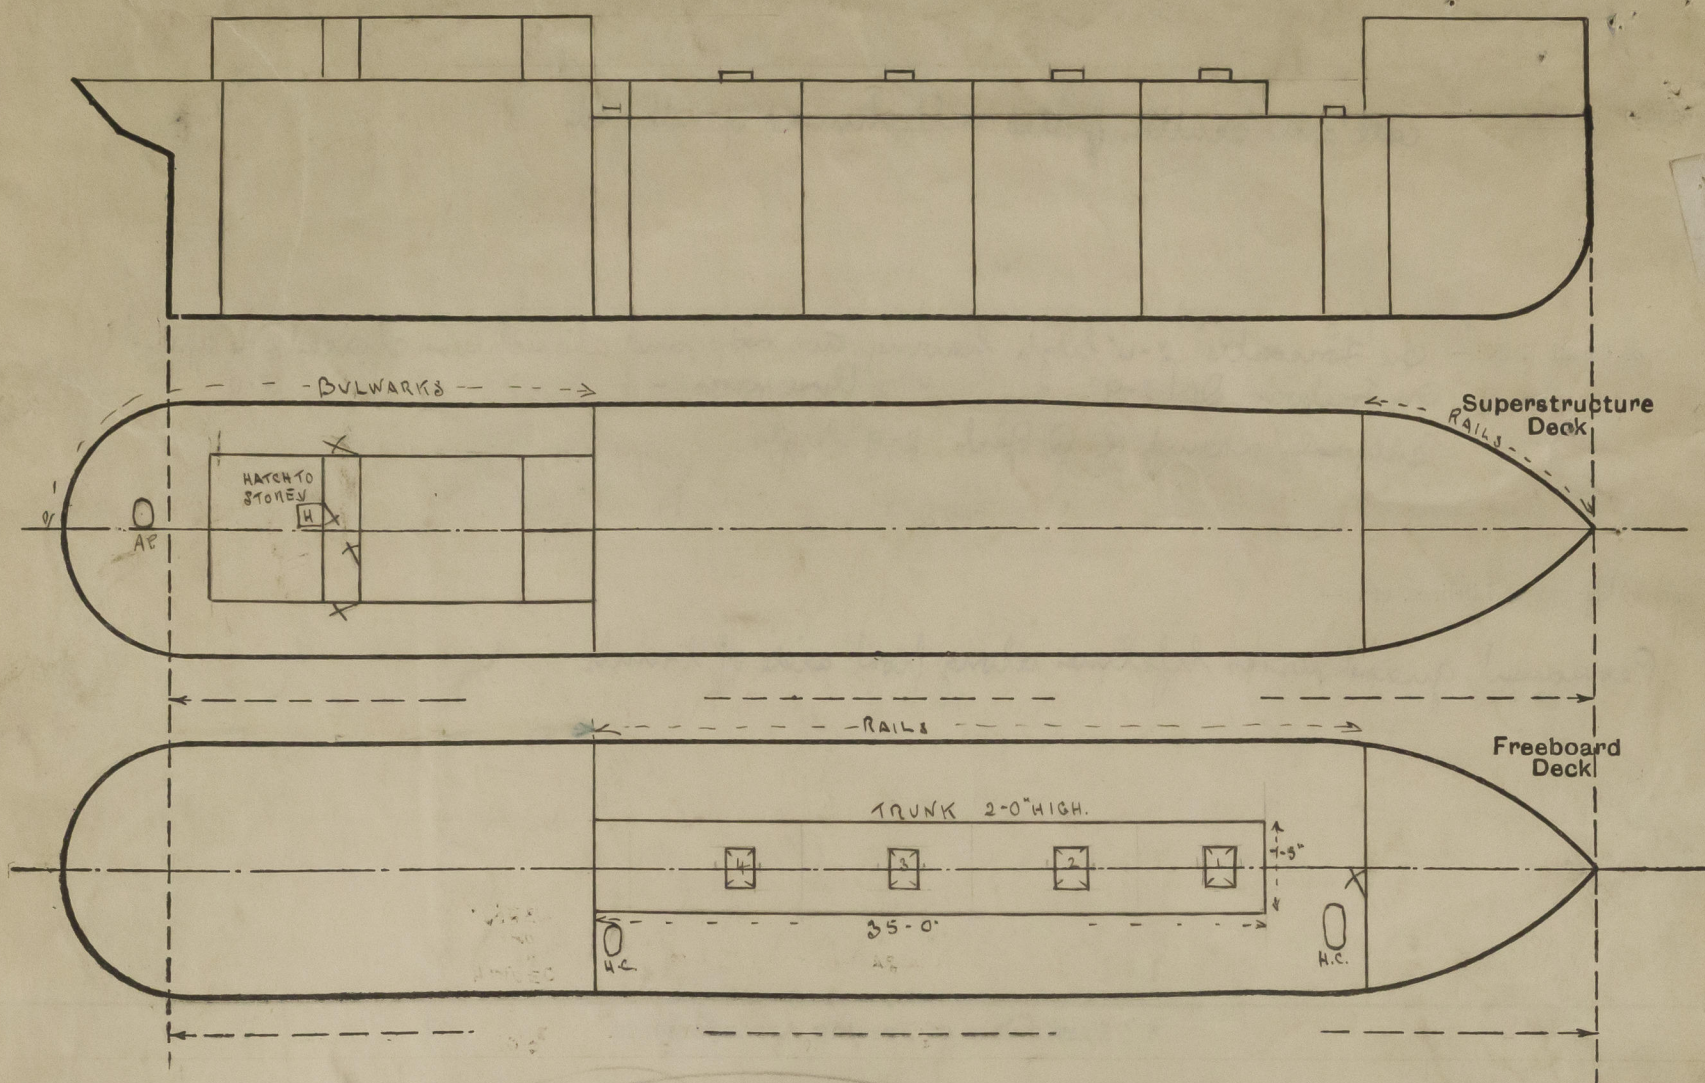 I
BULWARKS
Superstructure
Deck
RAILS
HATCH TO
STORES
H
AP
RAILS
Freeboard
Deck
TRUNK 2-0" HIGH.
4
3
2
1
35-0"
H.C.
H.C.